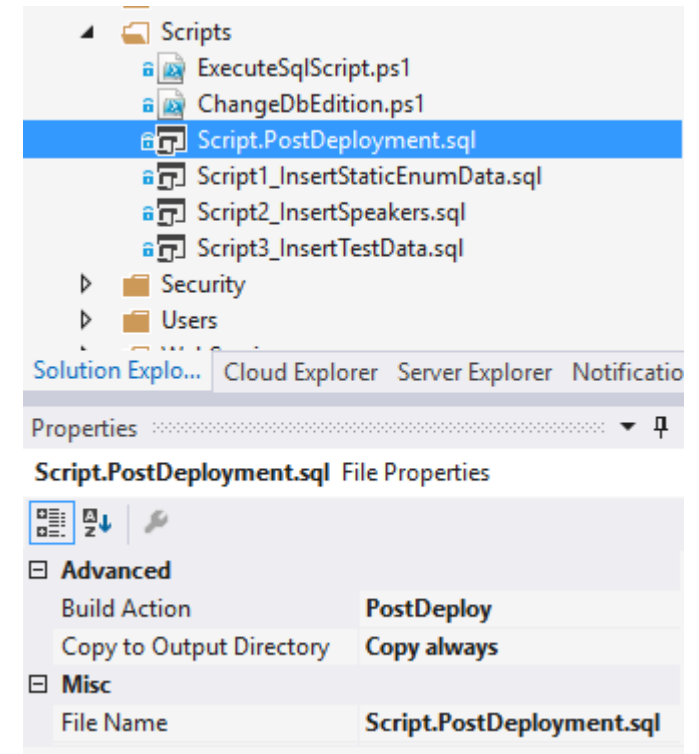 Scripts
ExecuteSqlScript.ps1
ChangeDbEdition.ps1
Script.PostDeployment.sql
Script1_InsertStaticEnumData.sql
Script2_InsertSpeakers.sql
Script3_InsertTestData.sql
Security
Users
Solution Explo... Cloud Explorer Server Explorer Notificatio
Properties
Script.PostDeployment.sql File Properties
Advanced
Build Action PostDeploy
Copy to Output Directory Copy always
Misc
File Name Script.PostDeployment.sql